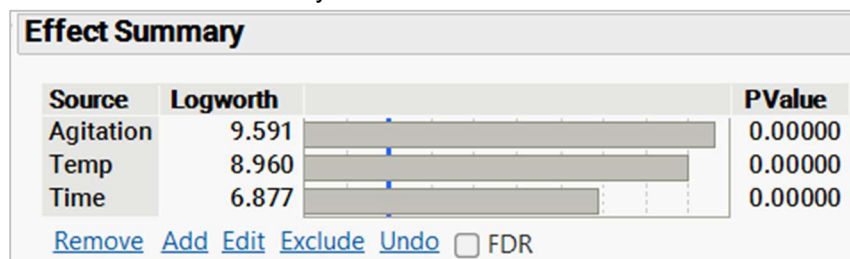 Effect Summary
Source Logworth PValue
Agitation 9.591 0.00000
Temp 8.960 0.00000
Time 6.877 0.00000
Remove Add Edit Exclude Undo FDR